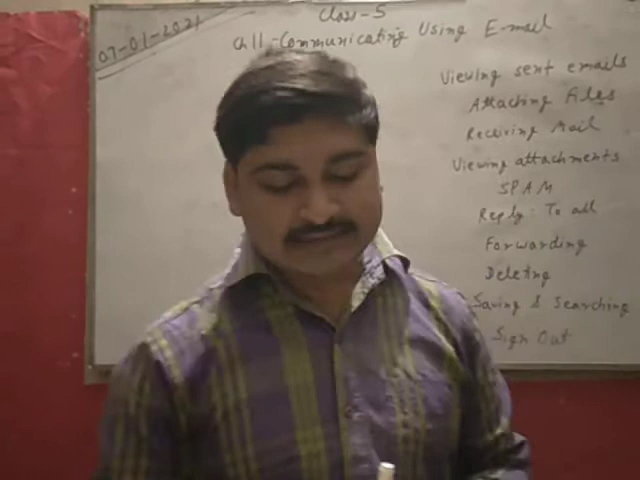 Class-5
07-01-2021
Ch11-Communicating Using E-mail
Viewing sent emails
Attaching Files
Receiving Mail
Viewing attachments
SPAM
Reply: To all
Forwarding
Deleting
Saving & Searching
Sign Out